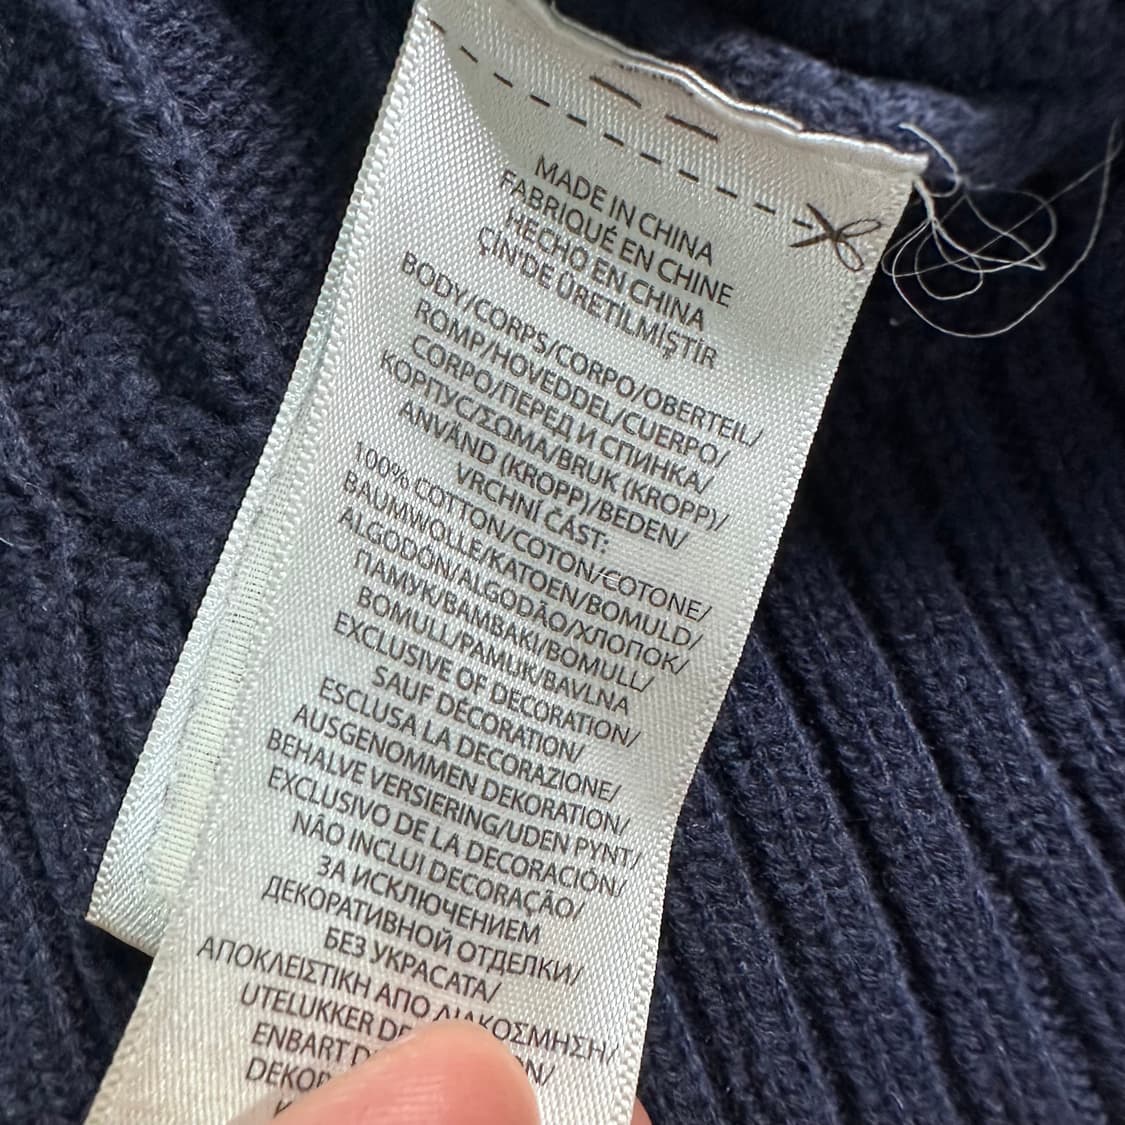 MADE IN CHINA
FABRIQUÉ EN CHINE
HECHO EN CHINA
ÇIN'DE ÜRETILMİŞTİR
BODY/CORPS/CORPO/OBERTEIL/
ROMP/HOVEDDEL/CUERPO/
CORPO/ПЕРЕД И СПИНКА/
КОРПУС/ΣΩΜΑ/BRUK (KROPP)/
ANVÄND (KROPP)/BEDEN/
VRCHNÍ ČÁST:
100% COTTON/COTON/COTONE/
BAUMWOLLE/KATOEN/BOMULD/
ALGODÓN/ALGODÃO/ХЛОПОК/
ПАМУК/ΒΑΜΒΑΚΙ/BOMULL/
BOMULL/PAMUK/BAVLNA
EXCLUSIVE OF DECORATION/
SAUF DÉCORATION/
ESCLUSA LA DECORAZIONE/
AUSGENOMMEN DEKORATION/
BEHALVE VERSIERING/UDEN PYNT/
EXCLUSIVO DE LA DECORACIÓN/
NÃO INCLUI DECORAÇÃO/
ЗА ИСКЛЮЧЕНИЕМ
ДЕКОРАТИВНОЙ ОТДЕЛКИ/
БЕЗ УКРАСАТА/
ΑΠΟΚΛΕΙΣΤΙΚΗ ΑΠΟ ΔΙΑΚΟΣΜΗΣΗ/
UTELUKKER
ENBART